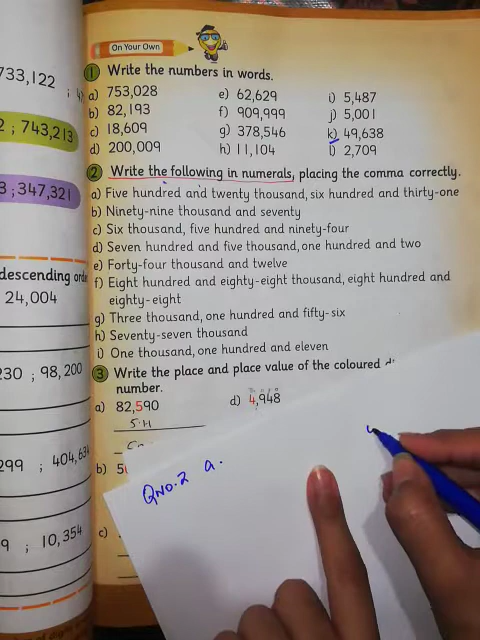 733,122 ; 4
2 ; 743,213
3 ; 347,321
descending orde
24,004
230 ; 98,200
299 ; 404,634
9 ; 10,354
On Your Own
1 Write the numbers in words.
a) 753,028 e) 62,629 i) 5,487
b) 82,193 f) 909,999 j) 5,001
c) 18,609 g) 378,546 k) 49,638
d) 200,009 h) 11,104 l) 2,709
2 Write the following in numerals, placing the comma correctly.
a) Five hundred and twenty thousand, six hundred and thirty-one
b) Ninety-nine thousand and seventy
c) Six thousand, five hundred and ninety-four
d) Seven hundred and five thousand, one hundred and two
e) Forty-four thousand and twelve
f) Eight hundred and eighty-eight thousand, eight hundred and
eighty-eight
g) Three thousand, one hundred and fifty-six
h) Seventy-seven thousand
i) One thousand, one hundred and eleven
3 Write the place and place value of the coloured
number.
a) 82,590 d) 4,948
5.H
b) 5
c)
QNO.2 a.